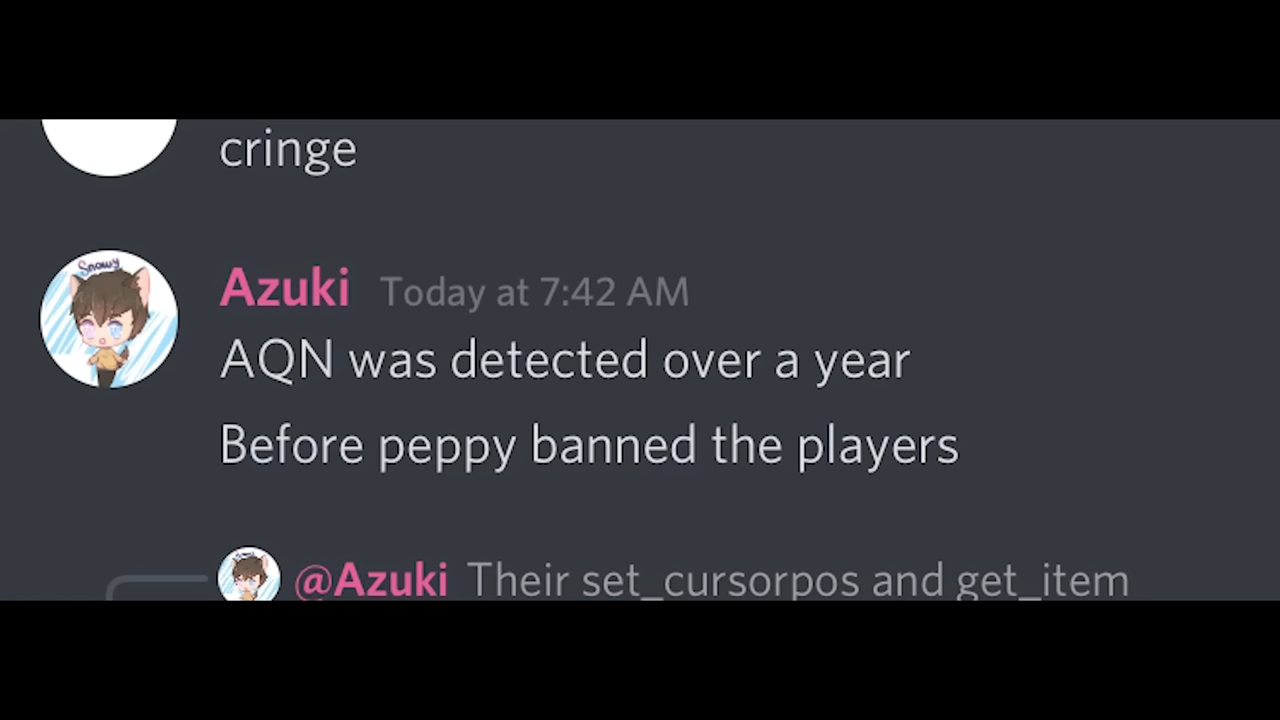 cringe
Snowy
Azuki Today at 7:42 AM
AQN was detected over a year
Before peppy banned the players
@Azuki Their set_cursorpos and get_item